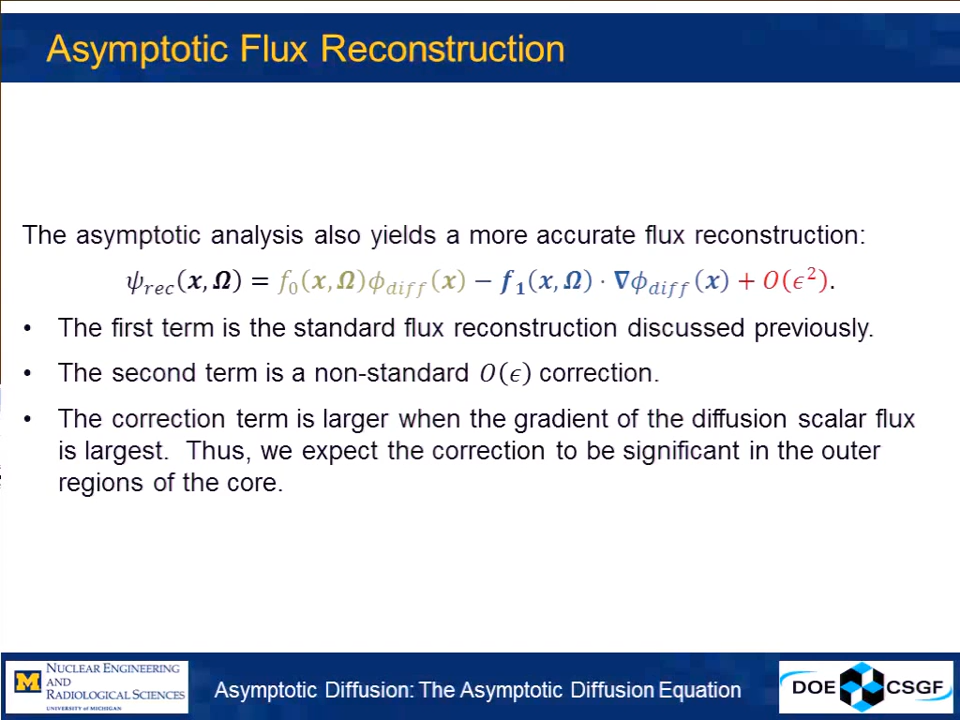 Asymptotic Flux Reconstruction
The asymptotic analysis also yields a more accurate flux reconstruction:
ψ_rec(x, Ω) = f₀(x, Ω)ϕ_diff(x) − f₁(x, Ω) · ∇ϕ_diff(x) + O(ϵ²).
• The first term is the standard flux reconstruction discussed previously.
• The second term is a non-standard O(ϵ) correction.
• The correction term is larger when the gradient of the diffusion scalar flux
is largest. Thus, we expect the correction to be significant in the outer
regions of the core.
M
NUCLEAR ENGINEERING
AND
RADIOLOGICAL SCIENCES
UNIVERSITY OF MICHIGAN
Asymptotic Diffusion: The Asymptotic Diffusion Equation
DOE CSGF